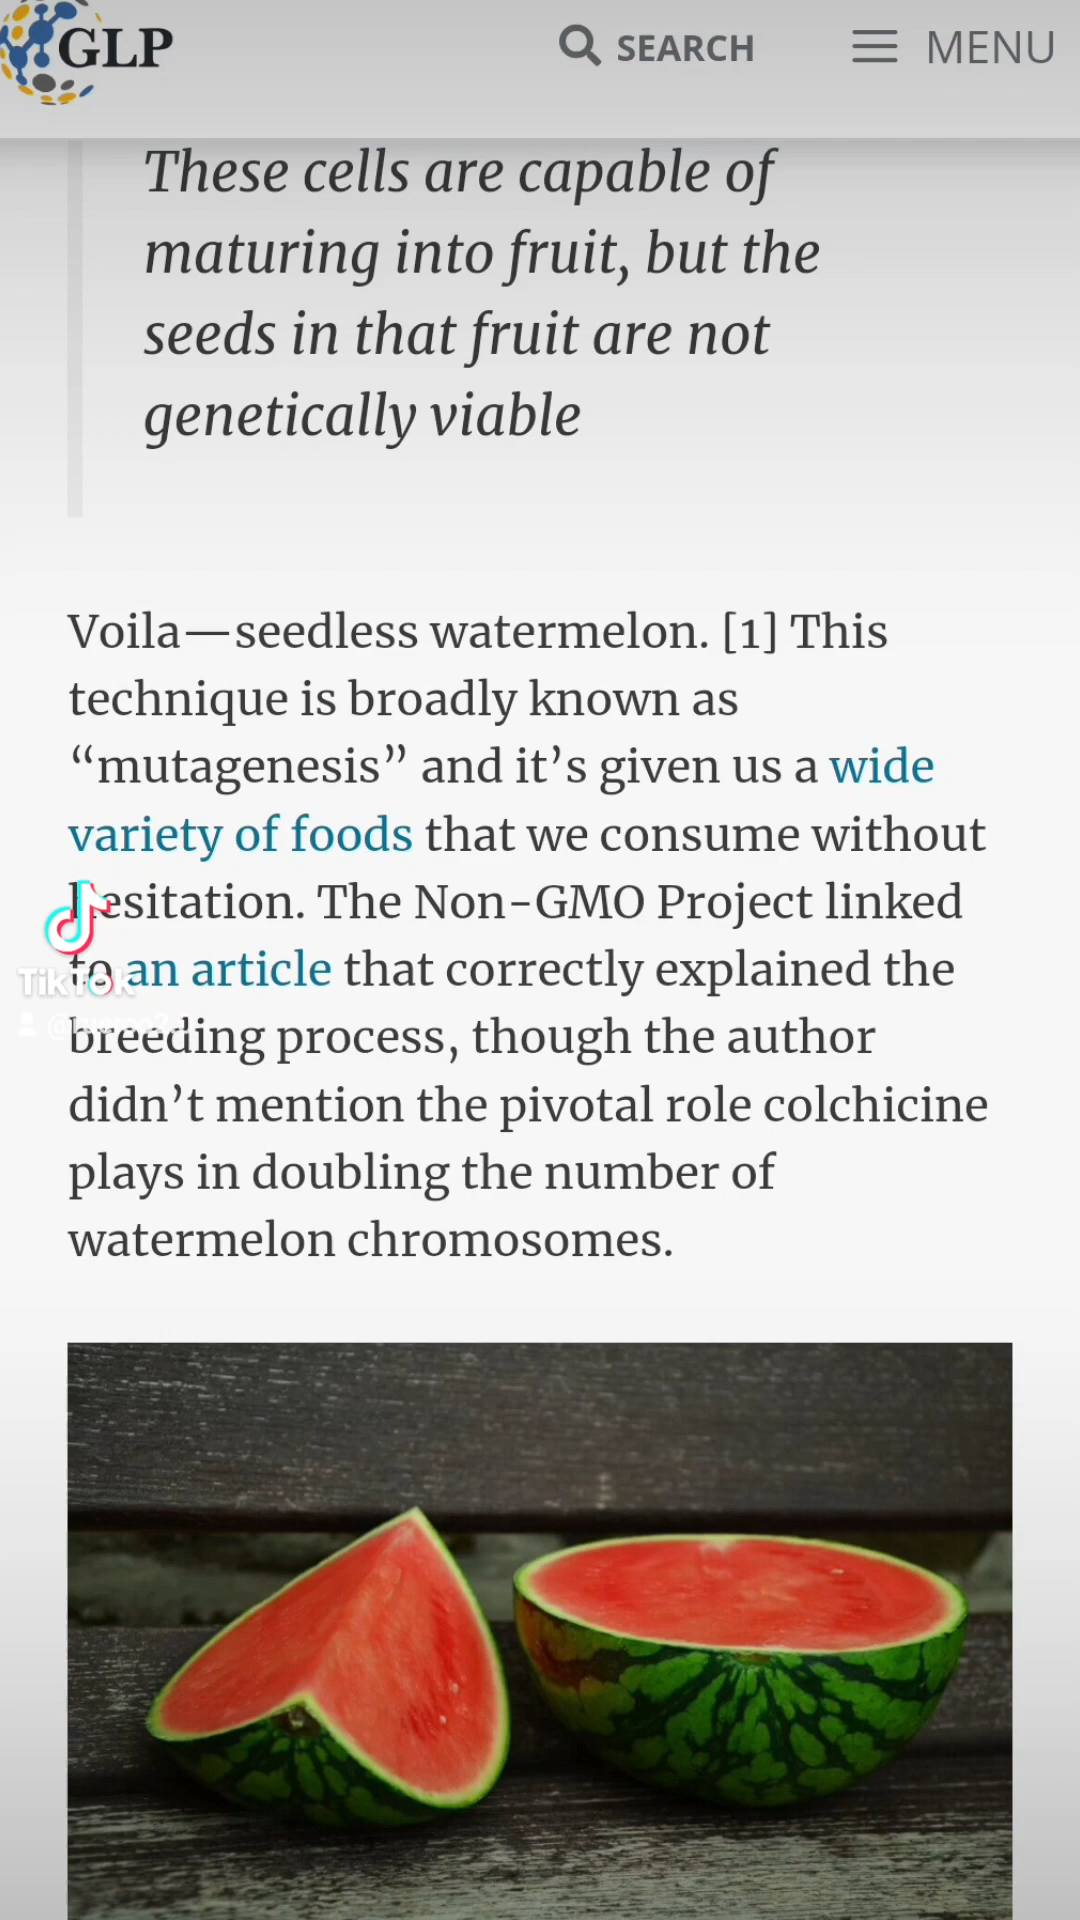 GLP
SEARCH
MENU
These cells are capable of
maturing into fruit, but the
seeds in that fruit are not
genetically viable
Voila—seedless watermelon. [1] This
technique is broadly known as
“mutagenesis” and it’s given us a wide
variety of foods that we consume without
hesitation. The Non-GMO Project linked
to an article that correctly explained the
TikTok
breeding process, though the author
didn’t mention the pivotal role colchicine
plays in doubling the number of
watermelon chromosomes.